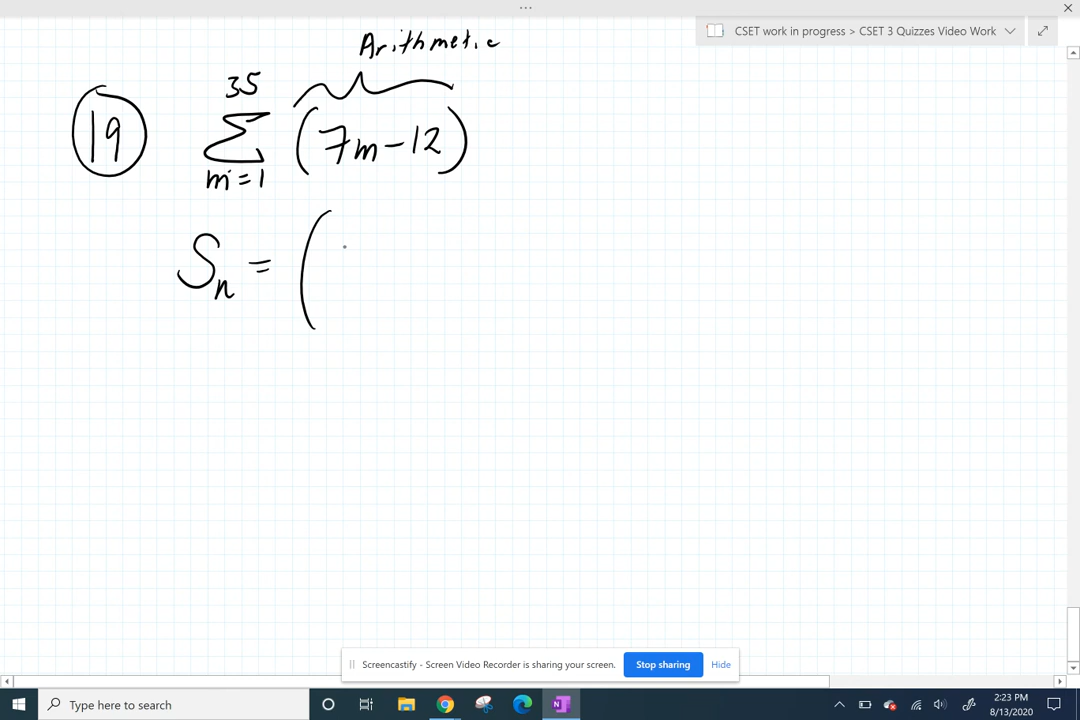 ...
CSET work in progress > CSET 3 Quizzes Video Work
Arithmetic
19 35 Σ m=1 (7m-12)
Sn = (
Screencastify - Screen Video Recorder is sharing your screen. Stop sharing Hide
Type here to search
2:23 PM
8/13/2020